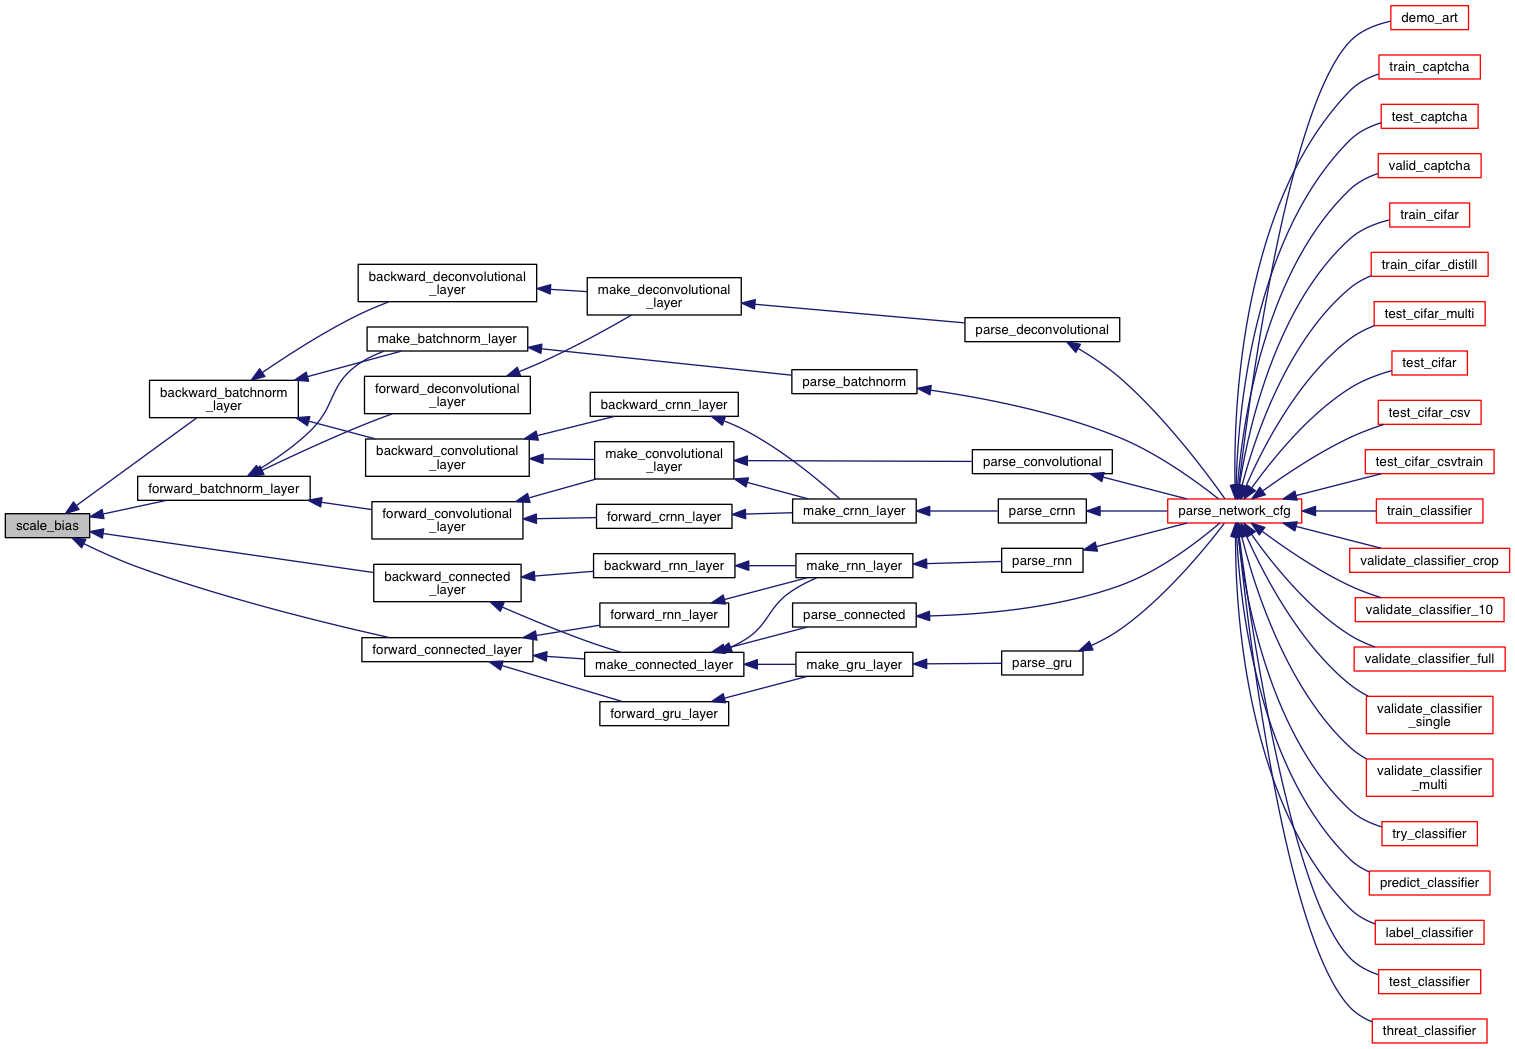 demo_art
train_captcha
test_captcha
valid_captcha
train_cifar
train_cifar_distill
test_cifar_multi
test_cifar
test_cifar_csv
test_cifar_csvtrain
train_classifier
validate_classifier_crop
validate_classifier_10
validate_classifier_full
validate_classifier
_single
validate_classifier
_multi
try_classifier
predict_classifier
label_classifier
test_classifier
threat_classifier
parse_network_cfg
parse_deconvolutional
parse_batchnorm
parse_convolutional
parse_crnn
parse_rnn
parse_connected
parse_gru
make_crnn_layer
make_rnn_layer
make_gru_layer
make_deconvolutional
_layer
backward_crnn_layer
make_convolutional
_layer
forward_crnn_layer
backward_rnn_layer
forward_rnn_layer
make_connected_layer
forward_gru_layer
backward_deconvolutional
_layer
make_batchnorm_layer
forward_deconvolutional
_layer
backward_convolutional
_layer
forward_convolutional
_layer
backward_connected
_layer
forward_connected_layer
backward_batchnorm
_layer
forward_batchnorm_layer
scale_bias